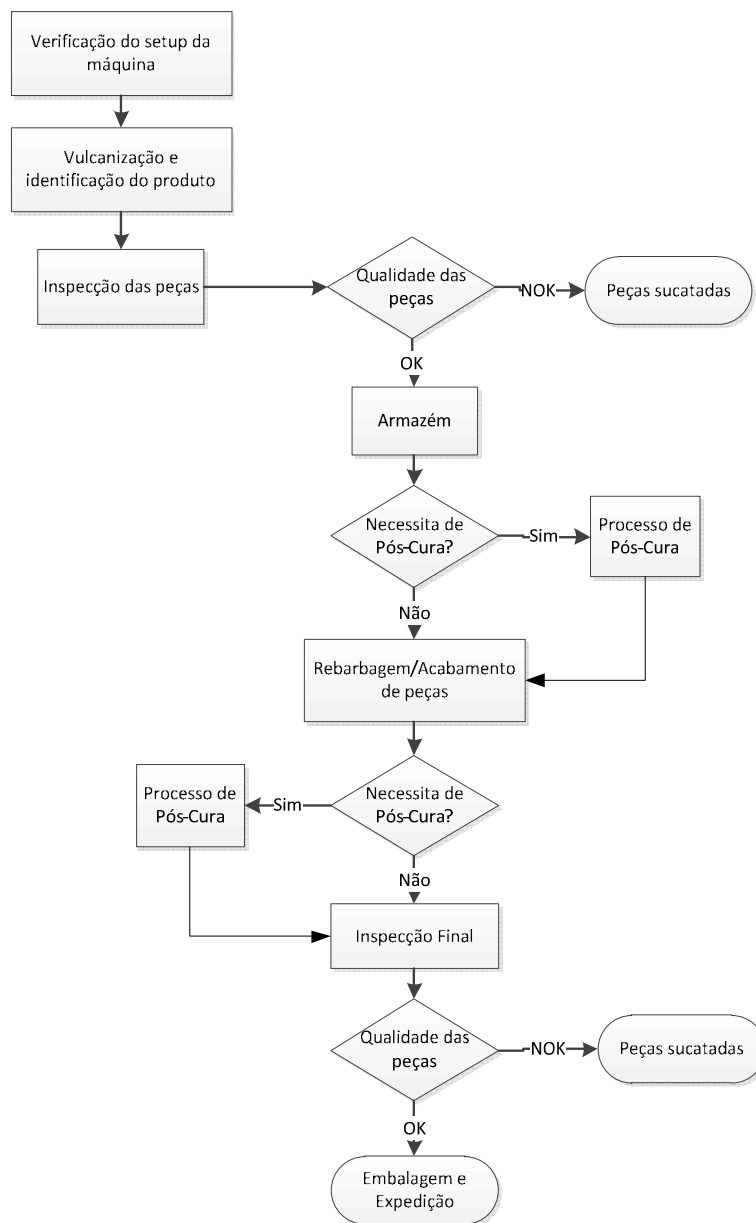 Verificação do setup da
máquina
Vulcanização e
identificação do produto
Inspecção das peças
Qualidade das
peças
NOK
Peças sucatadas
OK
Armazém
Necessita de
Pós-Cura?
Sim
Processo de
Pós-Cura
Não
Rebarbagem/Acabamento
de peças
Necessita de
Pós-Cura?
Sim
Processo de
Pós-Cura
Não
Inspecção Final
Qualidade das
peças
NOK
Peças sucatadas
OK
Embalagem e
Expedição